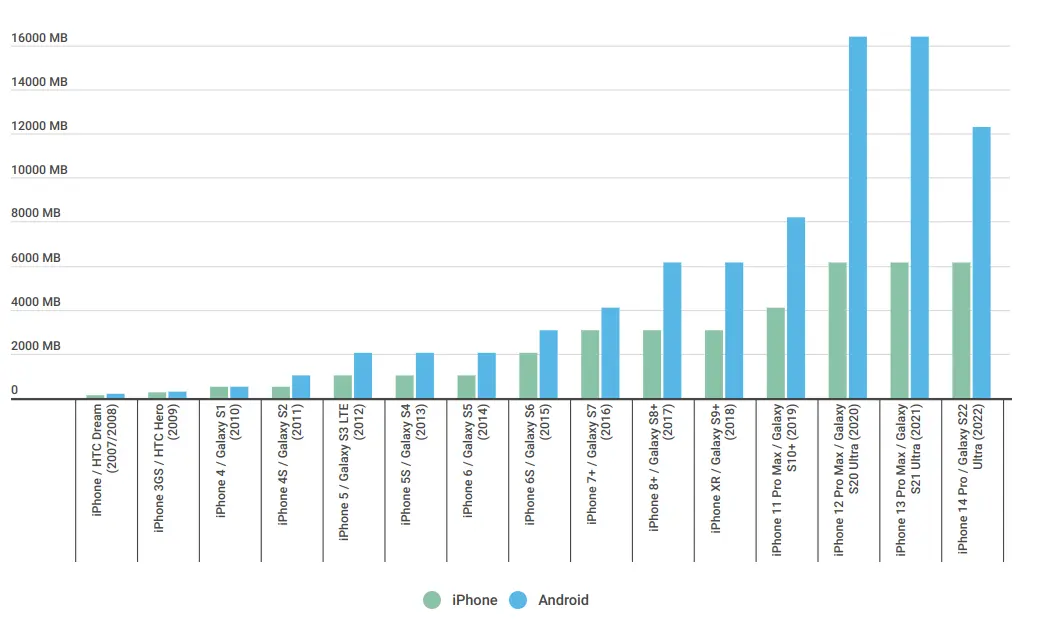 16000 MB
14000 MB
12000 MB
10000 MB
8000 MB
6000 MB
4000 MB
2000 MB
0
iPhone / HTC Dream
(2007/2008)
iPhone 3GS / HTC Hero
(2009)
iPhone 4 / Galaxy S1
(2010)
iPhone 4S / Galaxy S2
(2011)
iPhone 5 / Galaxy S3 LTE
(2012)
iPhone 5S / Galaxy S4
(2013)
iPhone 6 / Galaxy S5
(2014)
iPhone 6S / Galaxy S6
(2015)
iPhone 7+ / Galaxy S7
(2016)
iPhone 8+ / Galaxy S8+
(2017)
iPhone XR / Galaxy S9+
(2018)
iPhone 11 Pro Max / Galaxy
S10+ (2019)
iPhone 12 Pro Max / Galaxy
S20 Ultra (2020)
iPhone 13 Pro Max / Galaxy
S21 Ultra (2021)
iPhone 14 Pro / Galaxy S22
Ultra (2022)
iPhone
Android